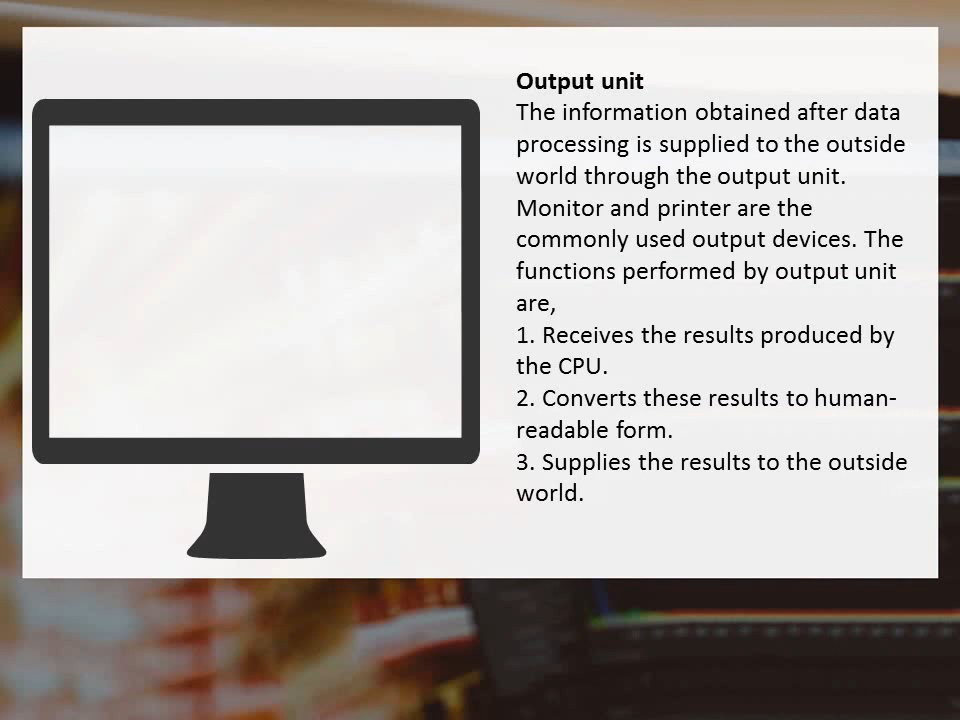 Output unit
The information obtained after data
processing is supplied to the outside
world through the output unit.
Monitor and printer are the
commonly used output devices. The
functions performed by output unit
are,
1. Receives the results produced by
the CPU.
2. Converts these results to human-
readable form.
3. Supplies the results to the outside
world.